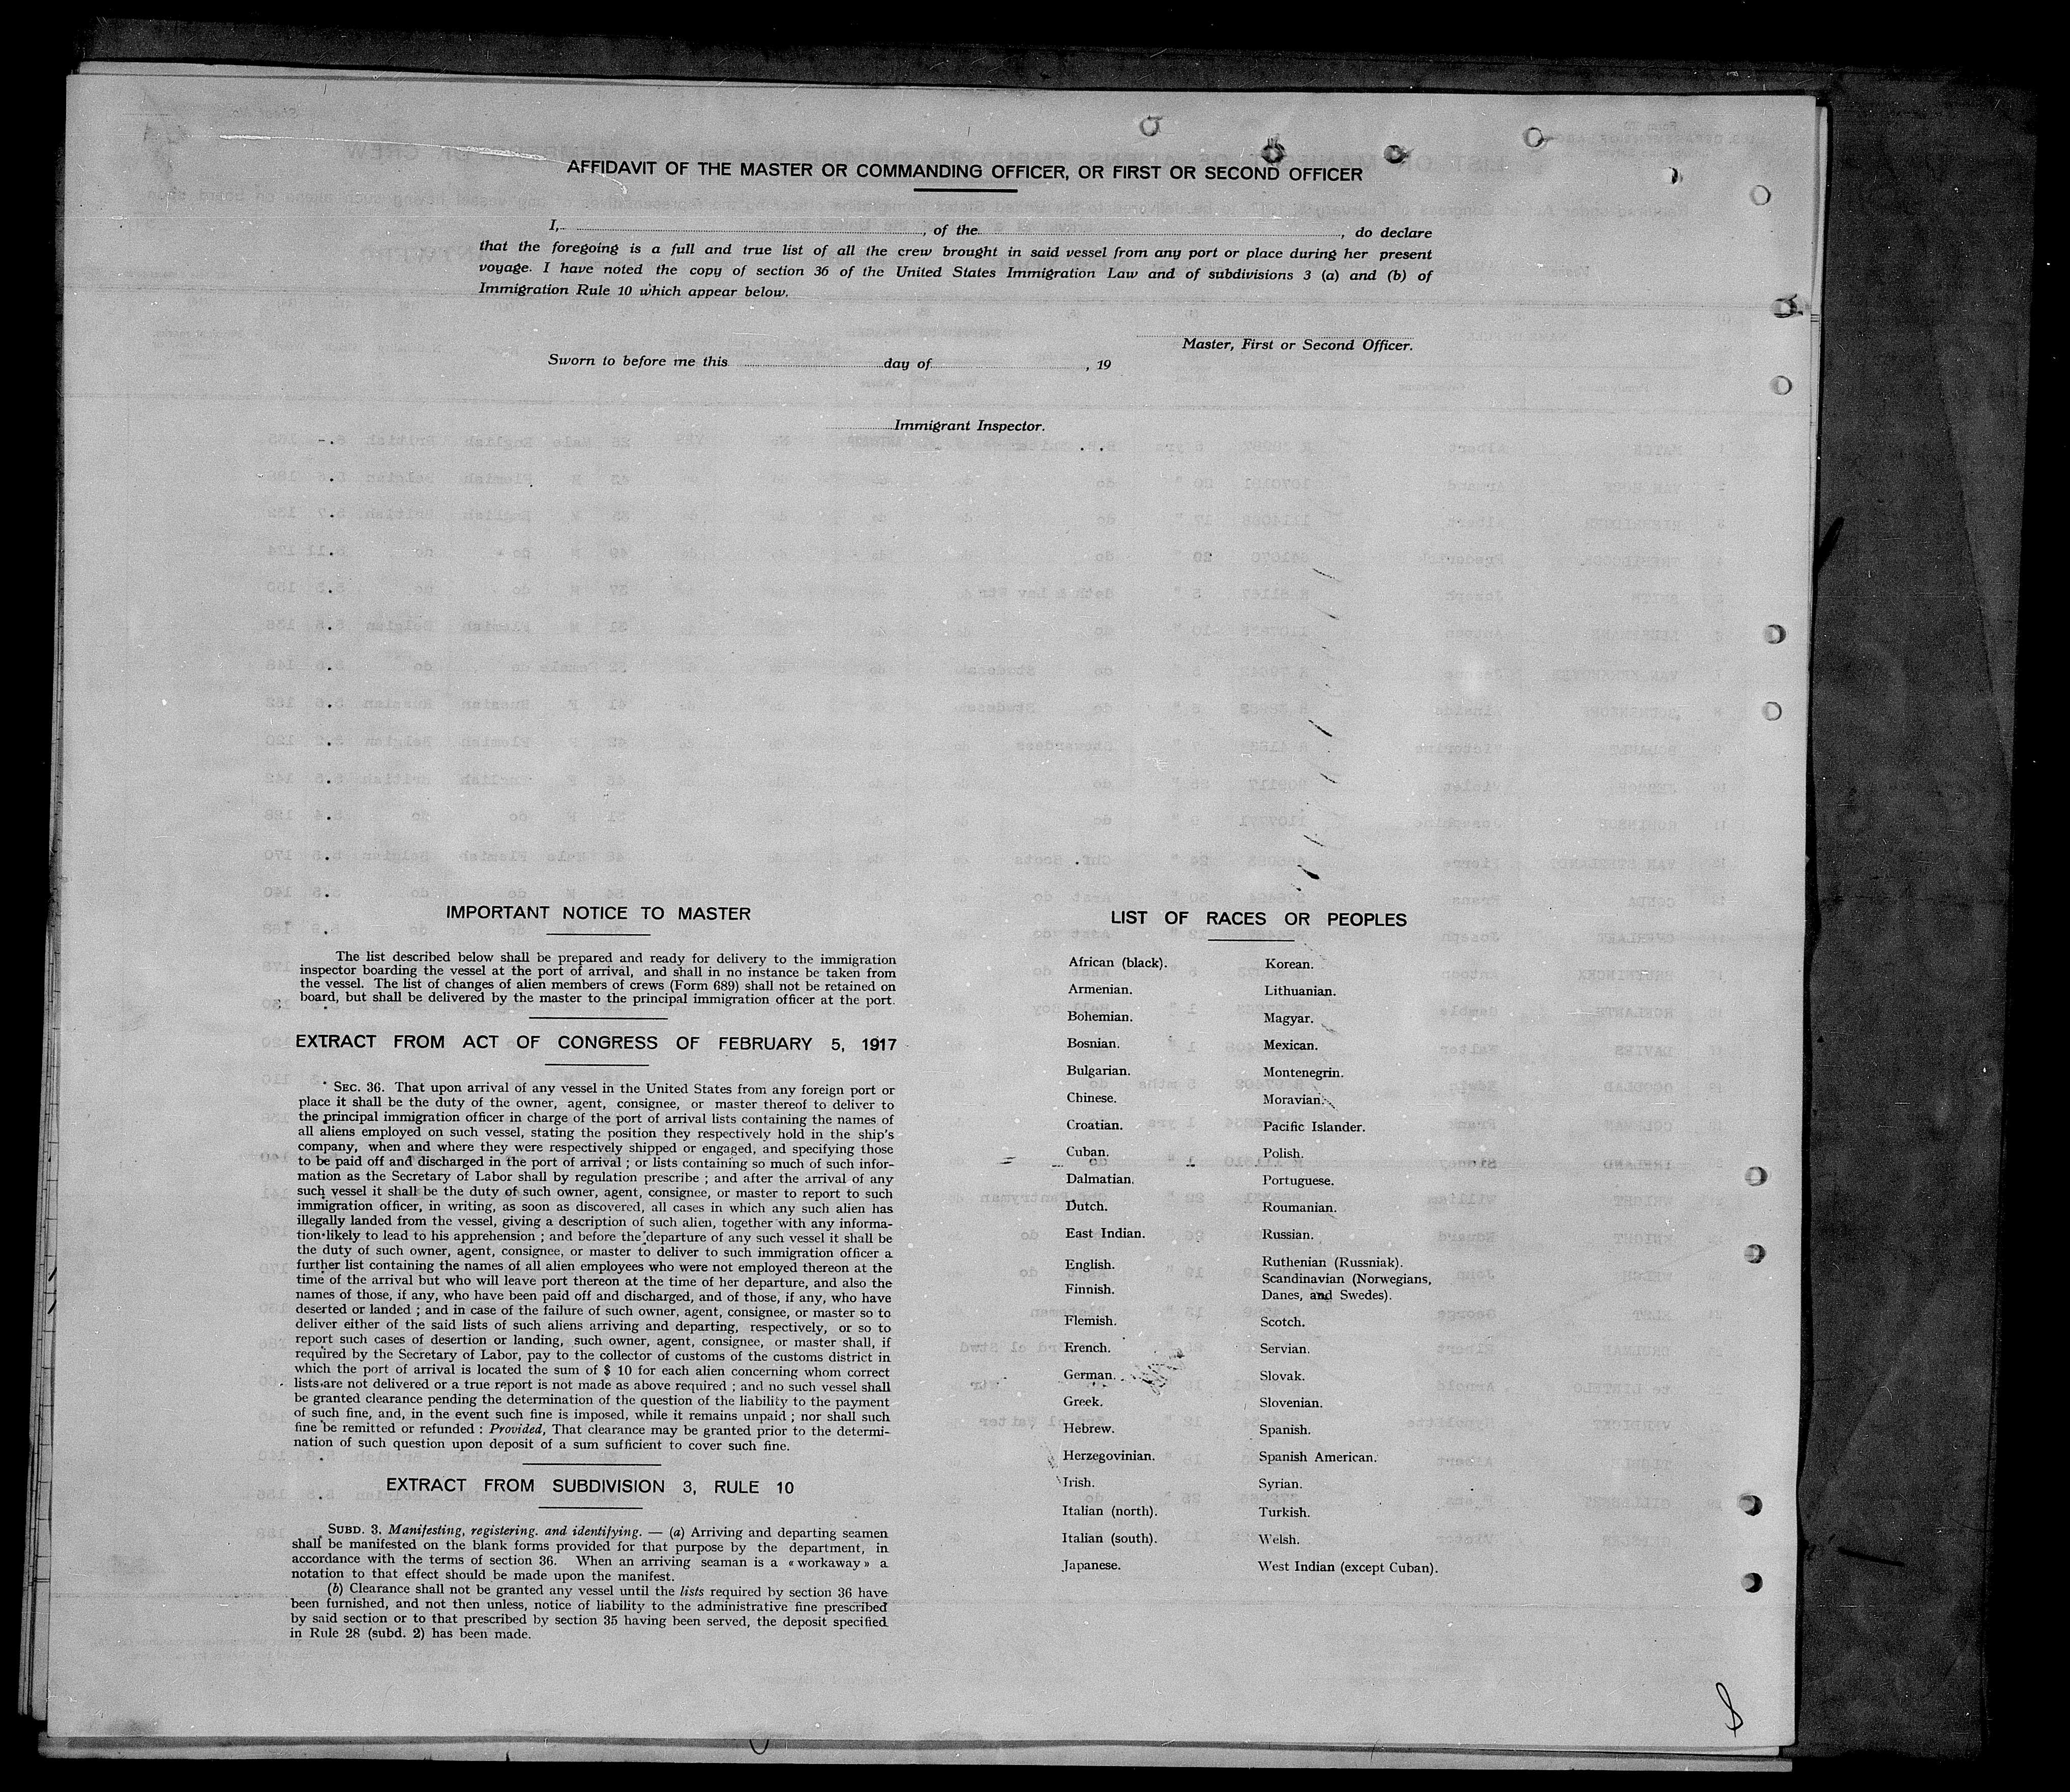 AFFIDAVIT OF THE MASTER OR COMMANDING OFFICER, OR FIRST OR SECOND OFFICER
I, , of the , do declare
that the foregoing is a full and true list of all the crew brought in said vessel from any port or place during her present
voyage. I have noted the copy of section 36 of the United States Immigration Law and of subdivisions 3 (a) and (b) of
Immigration Rule 10 which appear below.
Master, First or Second Officer.
Sworn to before me this day of , 19
Immigrant Inspector.
IMPORTANT NOTICE TO MASTER
The list described below shall be prepared and ready for delivery to the immigration
inspector boarding the vessel at the port of arrival, and shall in no instance be taken from
the vessel. The list of changes of alien members of crews (Form 689) shall not be retained on
board, but shall be delivered by the master to the principal immigration officer at the port.
EXTRACT FROM ACT OF CONGRESS OF FEBRUARY 5, 1917
SEC. 36. That upon arrival of any vessel in the United States from any foreign port or
place it shall be the duty of the owner, agent, consignee, or master thereof to deliver to
the principal immigration officer in charge of the port of arrival lists containing the names of
all aliens employed on such vessel, stating the position they respectively hold in the ship's
company, when and where they were respectively shipped or engaged, and specifying those
to be paid off and discharged in the port of arrival ; or lists containing so much of such infor-
mation as the Secretary of Labor shall by regulation prescribe ; and after the arrival of any
such vessel it shall be the duty of such owner, agent, consignee, or master to report to such
immigration officer, in writing, as soon as discovered, all cases in which any such alien has
illegally landed from the vessel, giving a description of such alien, together with any informa-
tion likely to lead to his apprehension ; and before the departure of any such vessel it shall be
the duty of such owner, agent, consignee, or master to deliver to such immigration officer a
further list containing the names of all alien employees who were not employed thereon at the
time of the arrival but who will leave port thereon at the time of her departure, and also the
names of those, if any, who have been paid off and discharged, and of those, if any, who have
deserted or landed ; and in case of the failure of such owner, agent, consignee, or master so to
deliver either of the said lists of such aliens arriving and departing, respectively, or so to
report such cases of desertion or landing, such owner, agent, consignee, or master shall, if
required by the Secretary of Labor, pay to the collector of customs of the customs district in
which the port of arrival is located the sum of $ 10 for each alien concerning whom correct
lists are not delivered or a true report is not made as above required ; and no such vessel shall
be granted clearance pending the determination of the question of the liability to the payment
of such fine, and, in the event such fine is imposed, while it remains unpaid ; nor shall such
fine be remitted or refunded : Provided, That clearance may be granted prior to the determi-
nation of such question upon deposit of a sum sufficient to cover such fine.
EXTRACT FROM SUBDIVISION 3, RULE 10
SUBD. 3. Manifesting, registering. and identifying. — (a) Arriving and departing seamen
shall be manifested on the blank forms provided for that purpose by the department, in
accordance with the terms of section 36. When an arriving seaman is a « workaway » a
notation to that effect should be made upon the manifest.
(b) Clearance shall not be granted any vessel until the lists required by section 36 have
been furnished, and not then unless, notice of liability to the administrative fine prescribed
by said section or to that prescribed by section 35 having been served, the deposit specified
in Rule 28 (subd. 2) has been made.
LIST OF RACES OR PEOPLES
African (black).
Armenian.
Bohemian.
Bosnian.
Bulgarian.
Chinese.
Croatian.
Cuban.
Dalmatian.
Dutch.
East Indian.
English.
Finnish.
Flemish.
French.
German.
Greek.
Hebrew.
Herzegovinian.
Irish.
Italian (north).
Italian (south).
Japanese.
Korean.
Lithuanian.
Magyar.
Mexican.
Montenegrin.
Moravian.
Pacific Islander.
Polish.
Portuguese.
Roumanian.
Russian.
Ruthenian (Russniak).
Scandinavian (Norwegians,
Danes, and Swedes).
Scotch.
Servian.
Slovak.
Slovenian.
Spanish.
Spanish American.
Syrian.
Turkish.
Welsh.
West Indian (except Cuban).
8